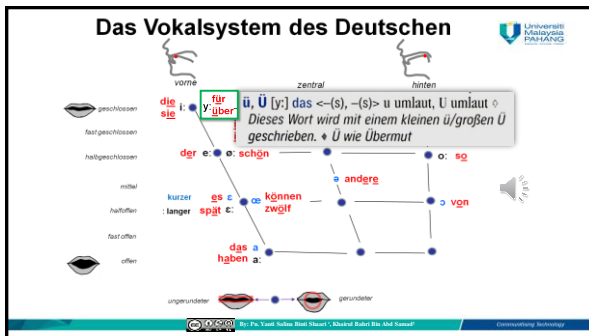 Das Vokalsystem des Deutschen
Universiti
Malaysia
PAHANG
vorne
zentral
hinten
geschlossen
die i:
sie
y: für
über
ü, Ü [y:] das <–(s), –(s)> u umlaut, U umlaut ◊
Dieses Wort wird mit einem kleinen ü/großen Ü
geschrieben. ♦ Ü wie Übermut
fast geschlossen
halbgeschlossen
der e: ø: schön
o: so
mittel
ə andere
kurzer
es ε œ können
halboffen
: langer
spät ε: zwölf
ɔ von
fast offen
offen
das a
haben a:
ungerundeter
gerundeter
By: Pn. Yanti Salina Binti Shaari ¹, Khairul Bahri Bin Abd Samad²
Communitising Technology